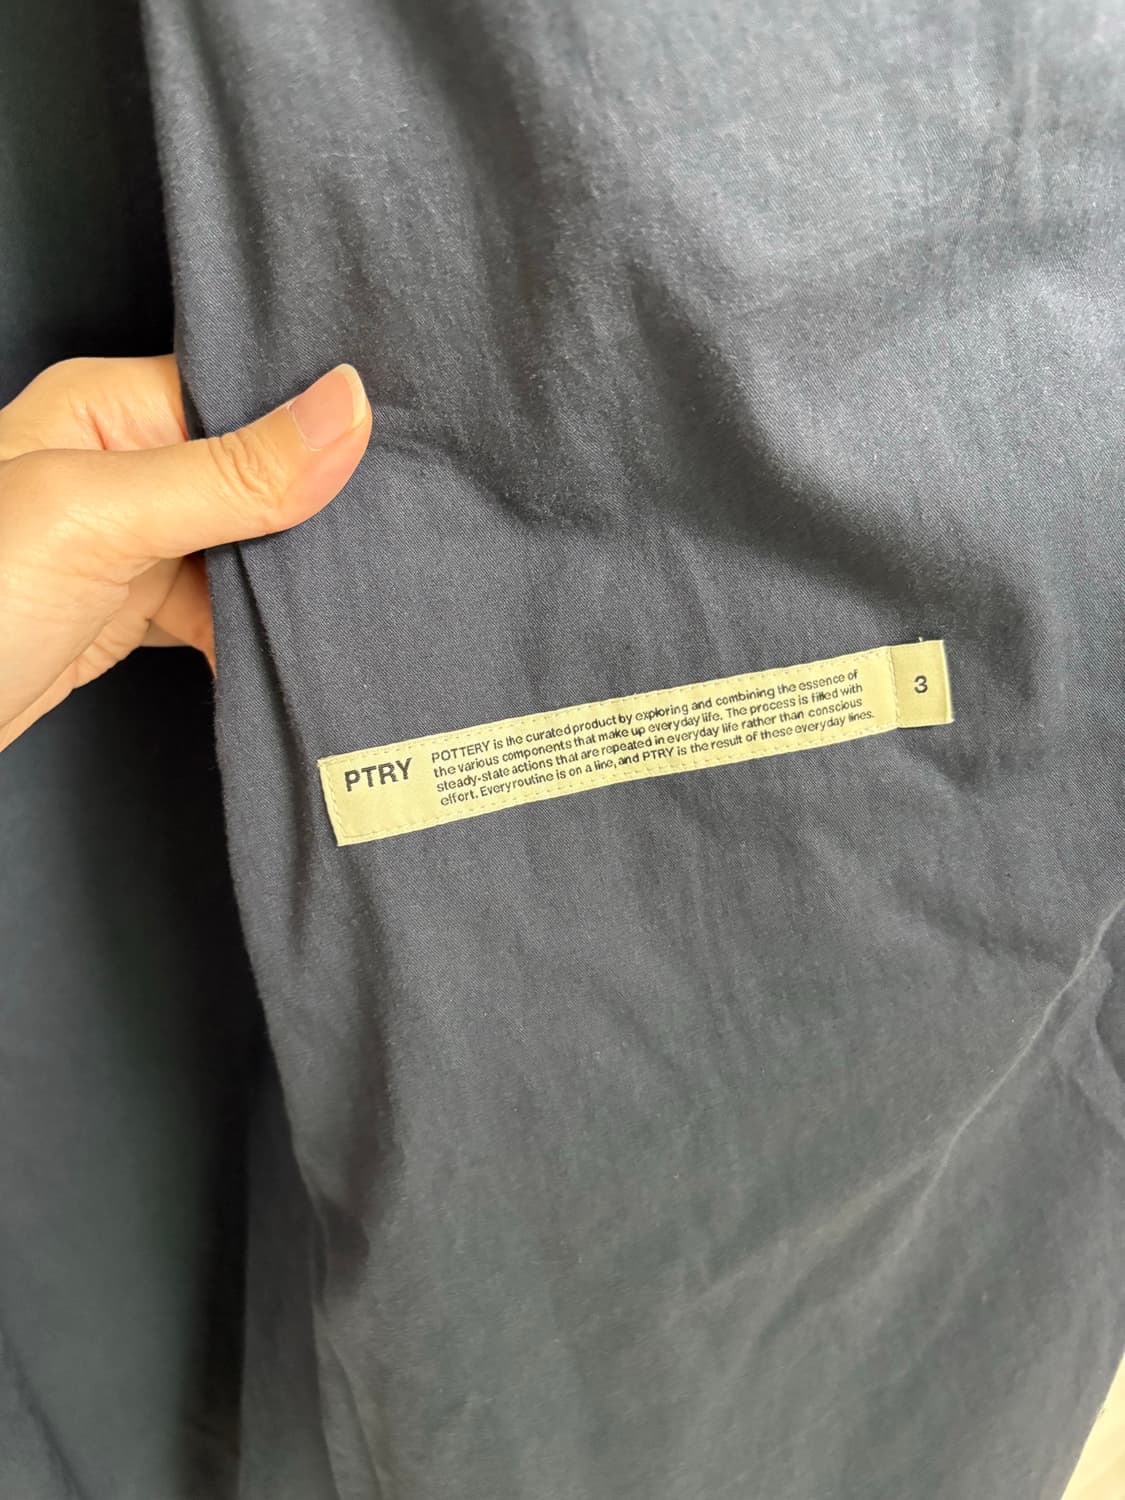 PTRY
POTTERY is the curated product by exploring and combining the essence of
the various components that make up everyday life. The process is filled with
steady-state actions that are repeated in everyday life rather than conscious
effort. Every routine is on a line, and PTRY is the result of these everyday lines.
3